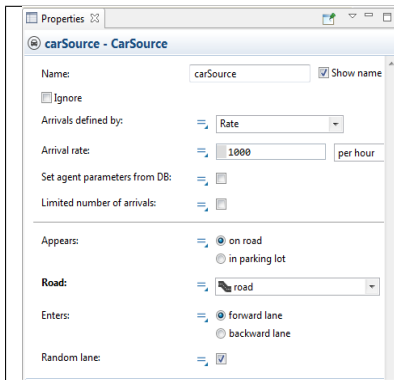 Properties
carSource - CarSource
Name: carSource Show name
Ignore
Arrivals defined by: Rate
Arrival rate: 1000 per hour
Set agent parameters from DB:
Limited number of arrivals:
Appears: on road
in parking lot
Road: road
Enters: forward lane
backward lane
Random lane: